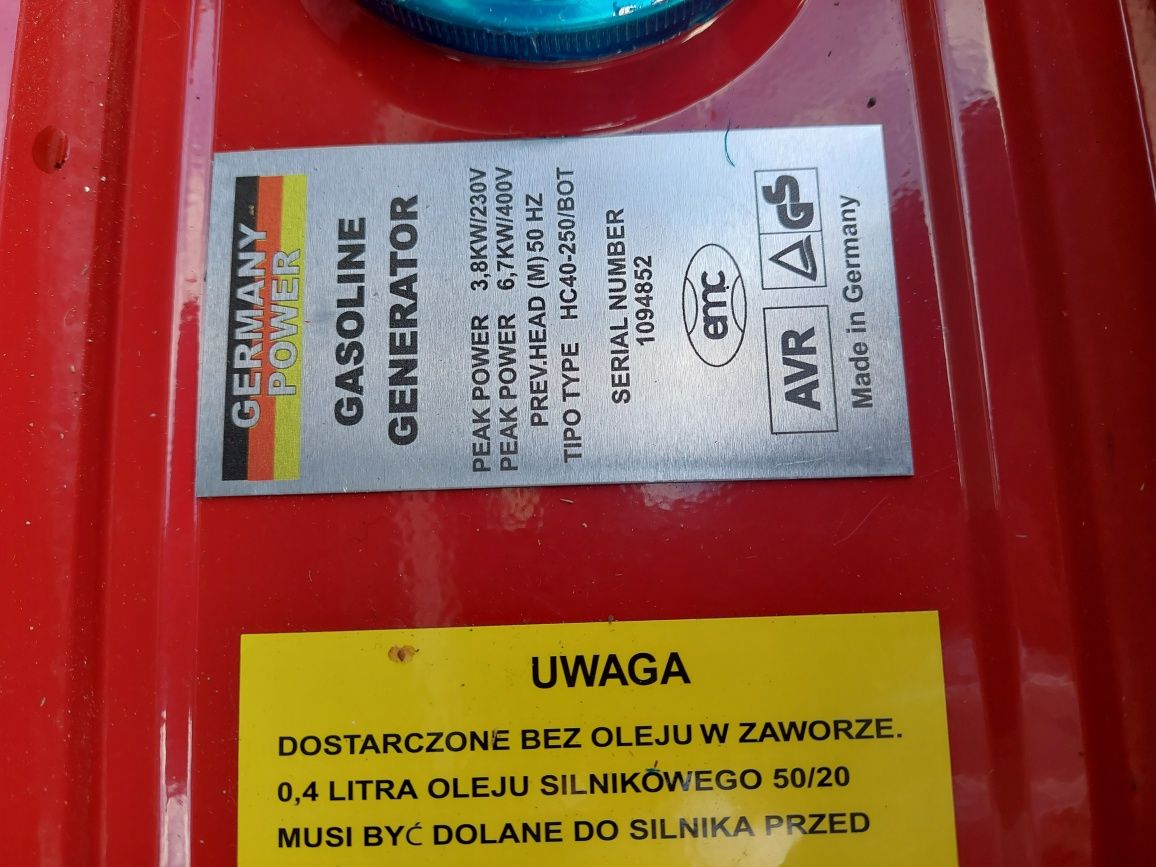 GERMANY
POWER
GASOLINE
GENERATOR
PEAK POWER 3,8KW/230V
PEAK POWER 6,7KW/400V
PREV.HEAD (M) 50 HZ
TIPO TYPE HC40-250/BOT
SERIAL NUMBER
1094852
emc
AVR GS
Made in Germany
UWAGA
DOSTARCZONE BEZ OLEJU W ZAWORZE.
0,4 LITRA OLEJU SILNIKOWEGO 50/20
MUSI BYĆ DOLANE DO SILNIKA PRZED